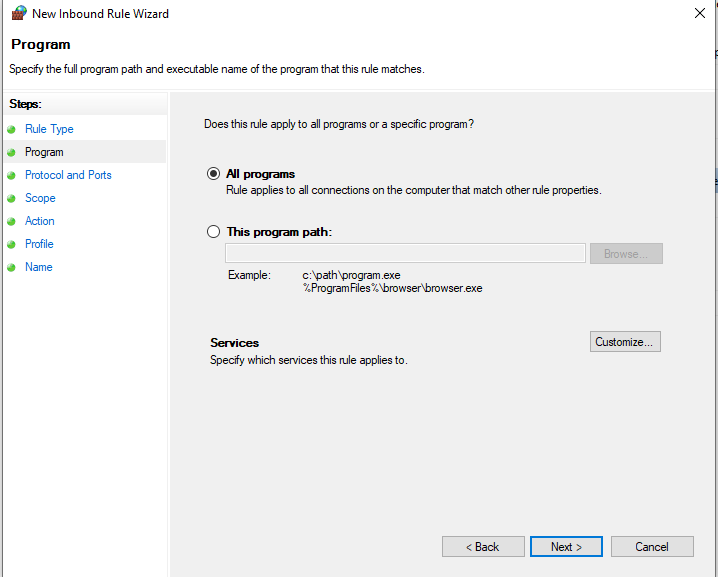 New Inbound Rule Wizard
Program
Specify the full program path and executable name of the program that this rule matches.
Steps:
Rule Type
Program
Protocol and Ports
Scope
Action
Profile
Name
Does this rule apply to all programs or a specific program?
All programs
Rule applies to all connections on the computer that match other rule properties.
This program path:
Browse...
Example: c:\path\program.exe
%ProgramFiles%\browser\browser.exe
Services
Specify which services this rule applies to.
Customize...
< Back Next > Cancel